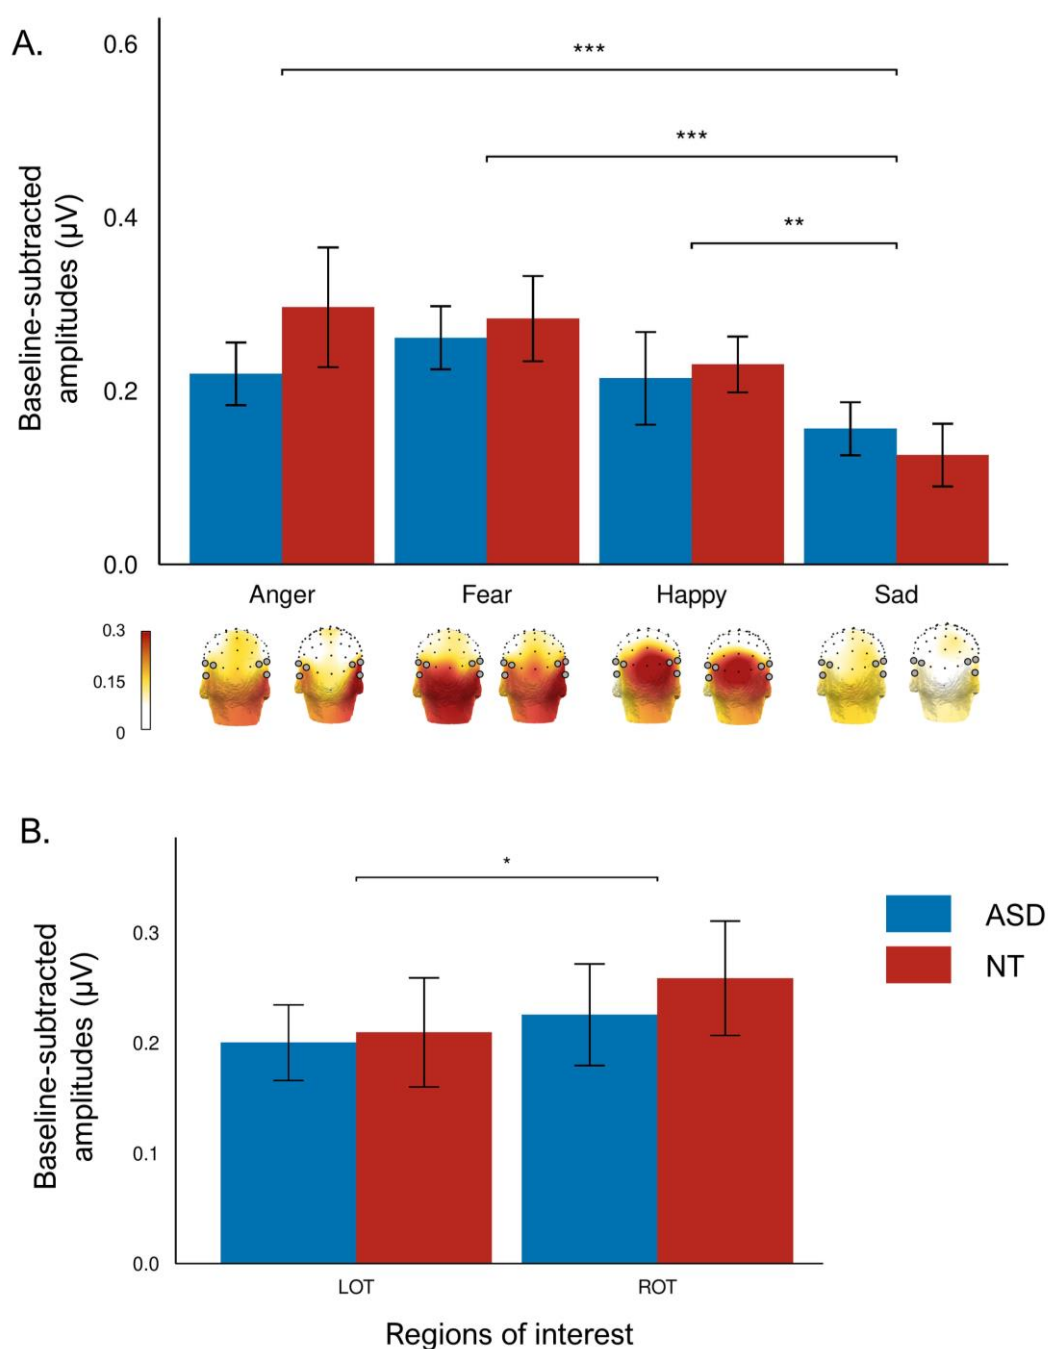 A.
Baseline-subtracted
amplitudes (μV)
0.6
0.4
0.2
0.0
***
***
**
Anger Fear Happy Sad
0.3
0.15
0
B.
Baseline-subtracted
amplitudes (μV)
0.3
0.2
0.1
0.0
*
LOT ROT
Regions of interest
ASD
NT